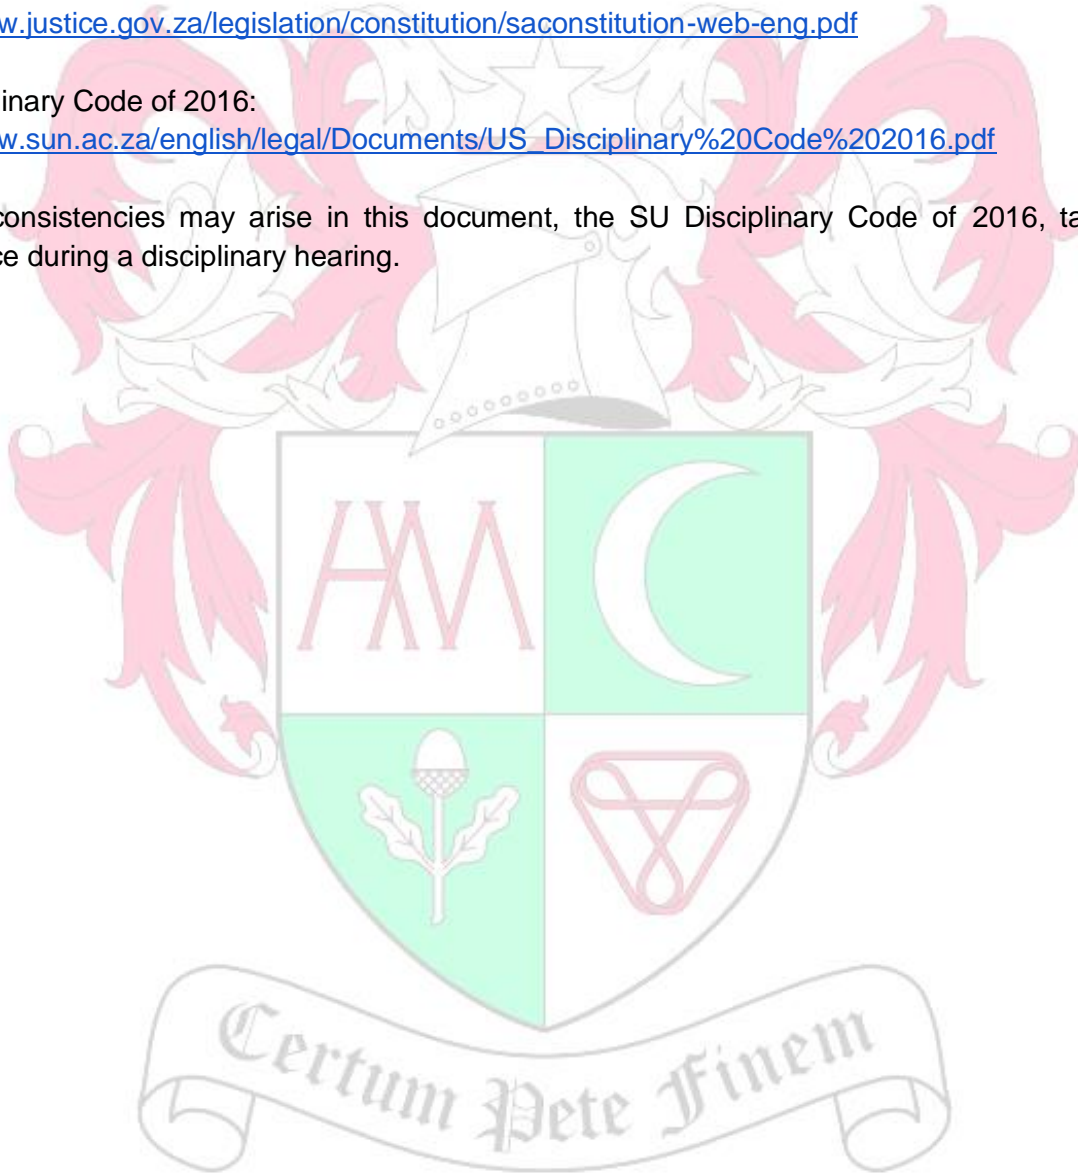 w.justice.gov.za/legislation/constitution/saconstitution-web-eng.pdf
linary Code of 2016:
w.sun.ac.za/english/legal/Documents/US_Disciplinary%20Code%202016.pdf
consistencies may arise in this document, the SU Disciplinary Code of 2016, ta
ce during a disciplinary hearing.
HM
Certum Pete Finem